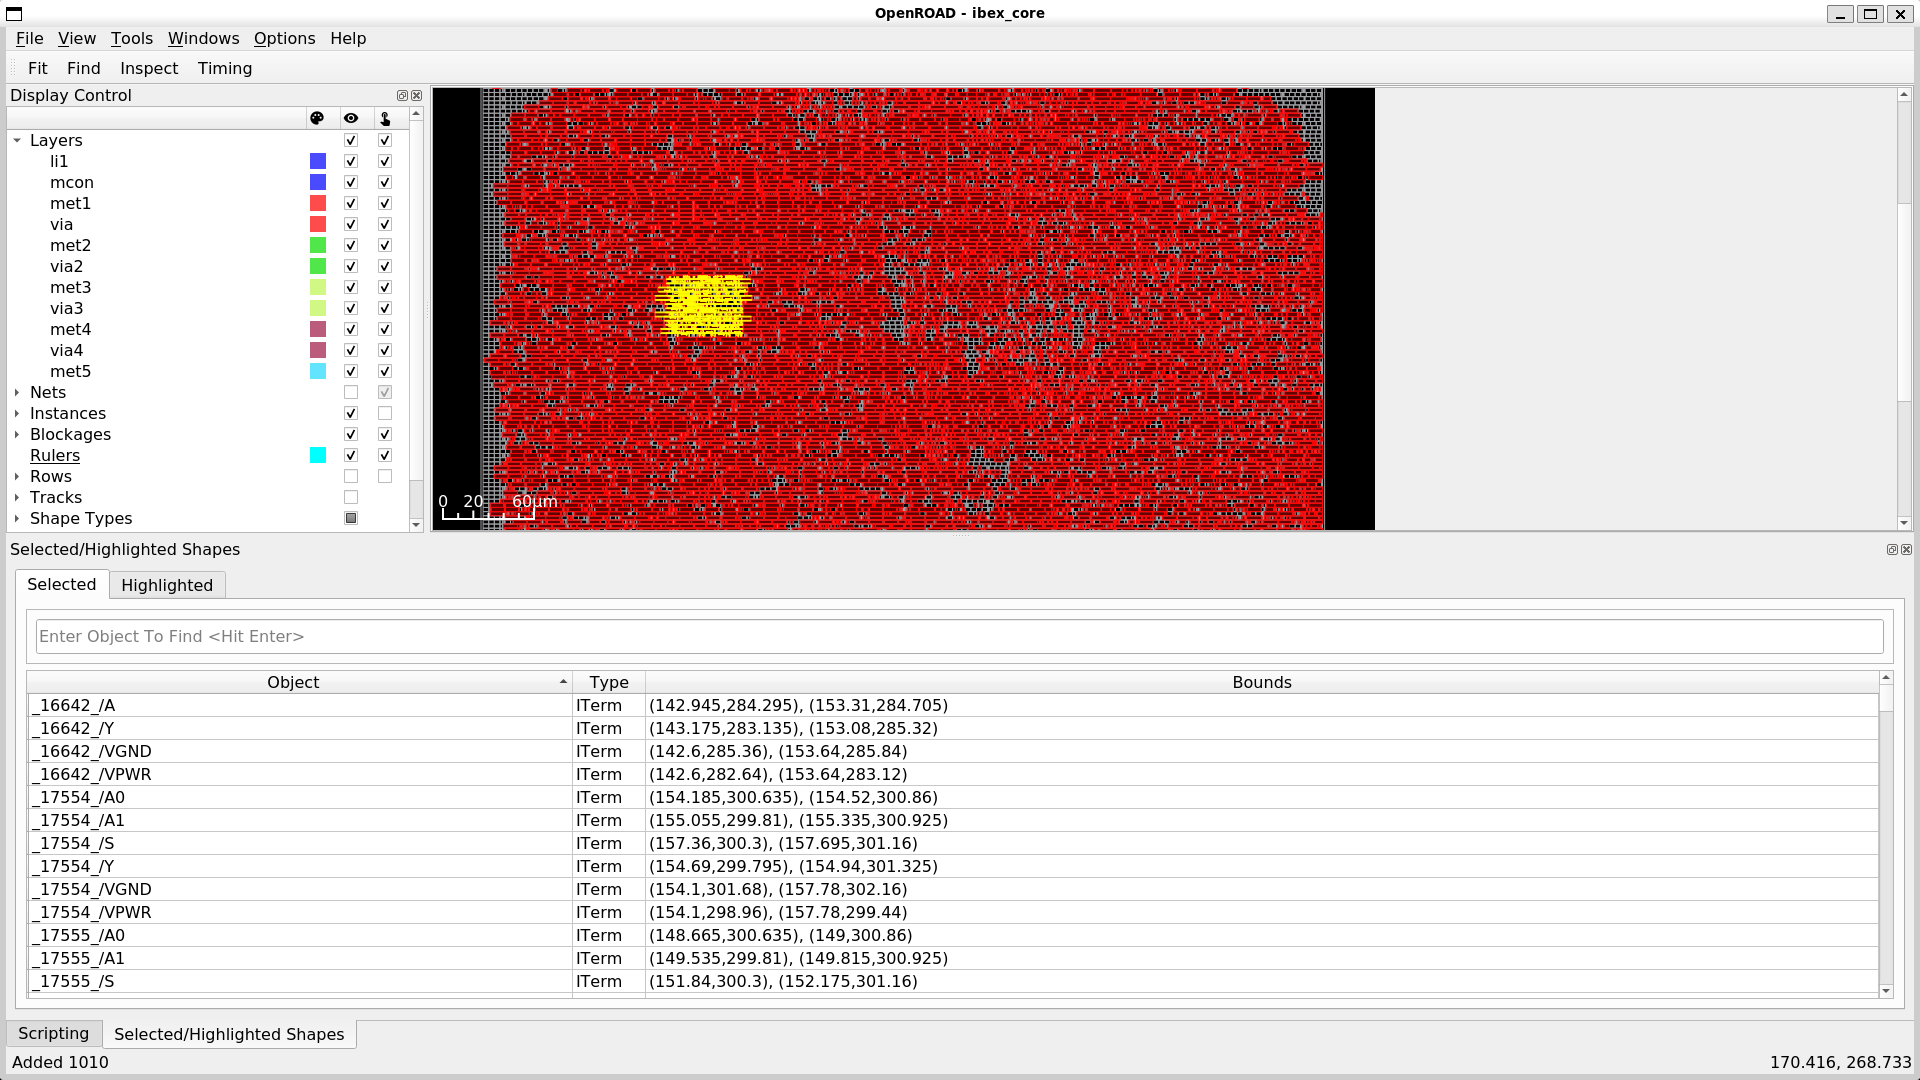 OpenROAD - ibex_core
File View Tools Windows Options Help
Fit Find Inspect Timing
Display Control
Layers
li1
mcon
met1
via
met2
via2
met3
via3
met4
via4
met5
Nets
Instances
Blockages
Rulers
Rows
Tracks
Shape Types
0 20 60μm
Selected/Highlighted Shapes
Selected Highlighted
Enter Object To Find <Hit Enter>
Object Type Bounds
_16642_/A ITerm (142.945,284.295), (153.31,284.705)
_16642_/Y ITerm (143.175,283.135), (153.08,285.32)
_16642_/VGND ITerm (142.6,285.36), (153.64,285.84)
_16642_/VPWR ITerm (142.6,282.64), (153.64,283.12)
_17554_/A0 ITerm (154.185,300.635), (154.52,300.86)
_17554_/A1 ITerm (155.055,299.81), (155.335,300.925)
_17554_/S ITerm (157.36,300.3), (157.695,301.16)
_17554_/Y ITerm (154.69,299.795), (154.94,301.325)
_17554_/VGND ITerm (154.1,301.68), (157.78,302.16)
_17554_/VPWR ITerm (154.1,298.96), (157.78,299.44)
_17555_/A0 ITerm (148.665,300.635), (149,300.86)
_17555_/A1 ITerm (149.535,299.81), (149.815,300.925)
_17555_/S ITerm (151.84,300.3), (152.175,301.16)
Scripting Selected/Highlighted Shapes
Added 1010 170.416, 268.733